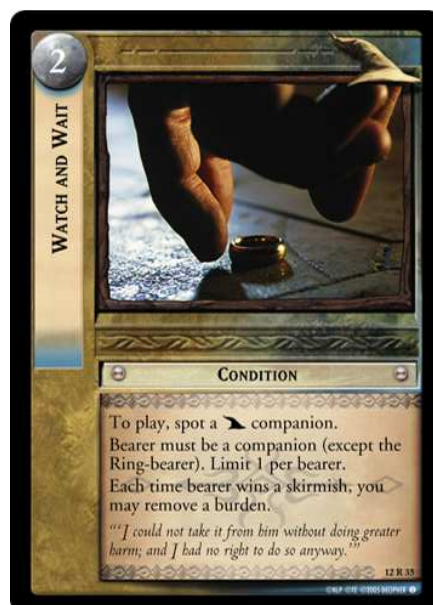 2
WATCH AND WAIT
CONDITION
To play, spot a companion.
Bearer must be a companion (except the
Ring-bearer). Limit 1 per bearer.
Each time bearer wins a skirmish, you
may remove a burden.
"‘I could not take it from him without doing greater
harm; and I had no right to do so anyway.’"
12 R 35